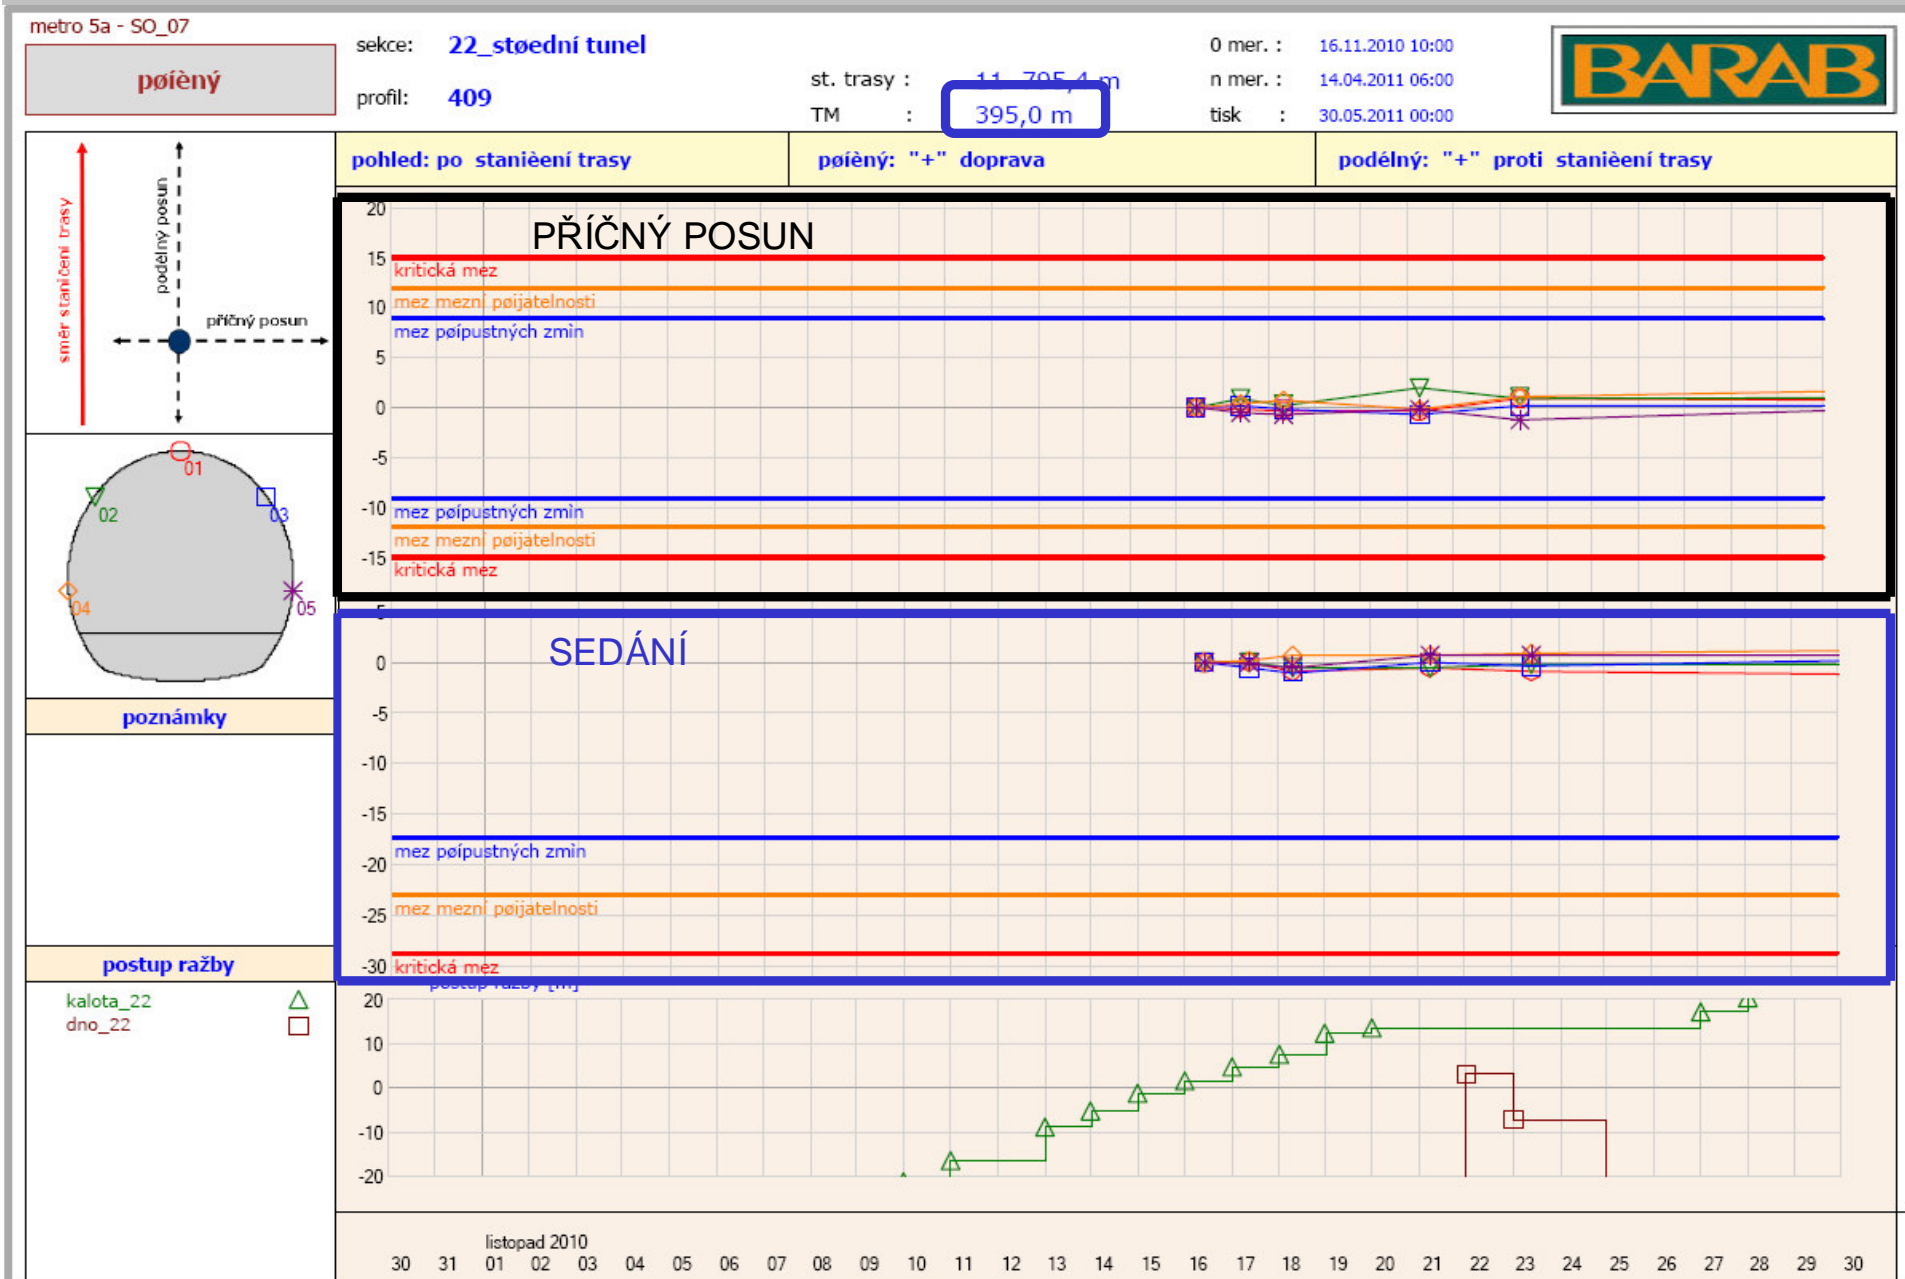 metro 5a - SO_07
pøíèný
sekce: 22_støední tunel
profil: 409
st. trasy : 11 795,4 m
TM : 395,0 m
0 mer. : 16.11.2010 10:00
n mer. : 14.04.2011 06:00
tisk : 30.05.2011 00:00
BARAB
pohled: po stanièení trasy
pøíèný: "+" doprava
podélný: "+" proti stanièení trasy
směr staničení trasy
podélný posun
příčný posun
PŘÍČNÝ POSUN
20
15
kritická mez
mez mezní pøijatelnosti
10
mez pøípustných zmìn
5
0
-5
-10
mez pøípustných zmìn
mez mezní pøijatelnosti
-15
kritická mez
01
02
03
04
05
5
SEDÁNÍ
0
-5
-10
-15
mez pøípustných zmìn
-20
mez mezní pøijatelnosti
-25
-30
kritická mez
poznámky
postup ražby
kalota_22
dno_22
postup ražby [m]
20
10
0
-10
-20
listopad 2010
30 31 01 02 03 04 05 06 07 08 09 10 11 12 13 14 15 16 17 18 19 20 21 22 23 24 25 26 27 28 29 30